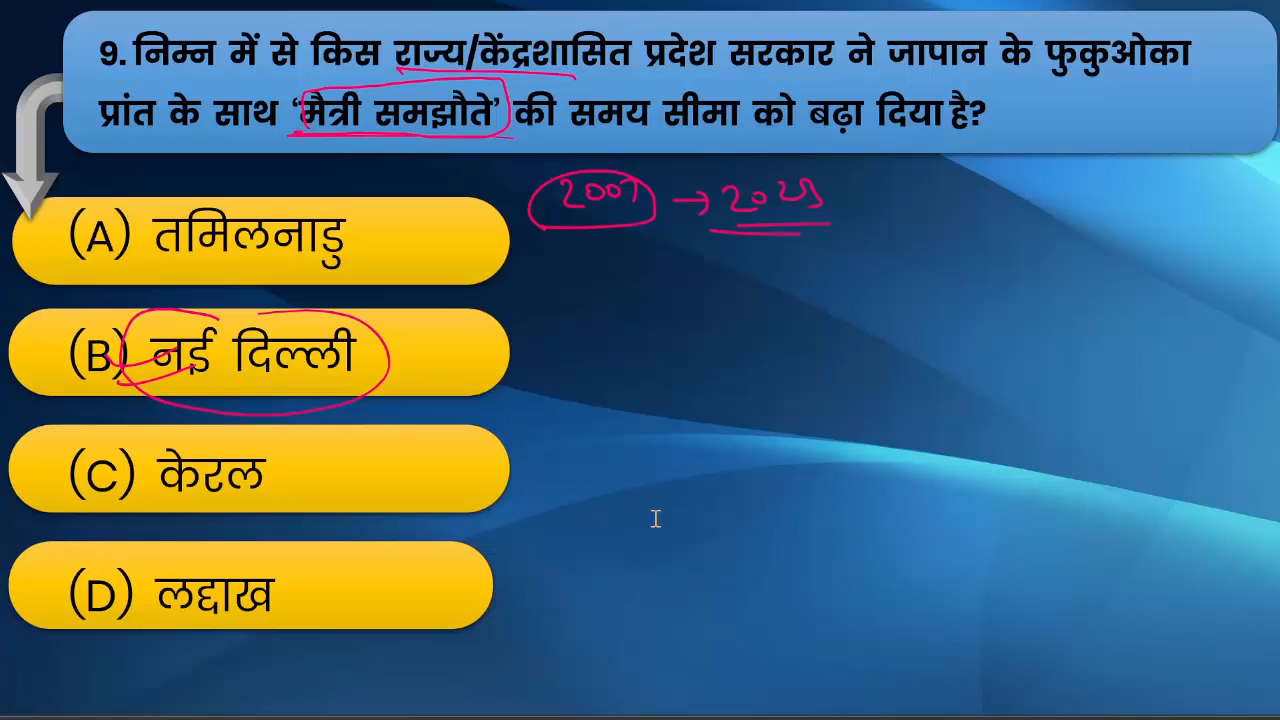 9. निम्न में से किस राज्य/केंद्रशासित प्रदेश सरकार ने जापान के फुकुओका
प्रांत के साथ ‘मैत्री समझौते’ की समय सीमा को बढ़ा दिया है?
2007 → 2025
(A) तमिलनाडु
(B) नई दिल्ली
(C) केरल
(D) लद्दाख